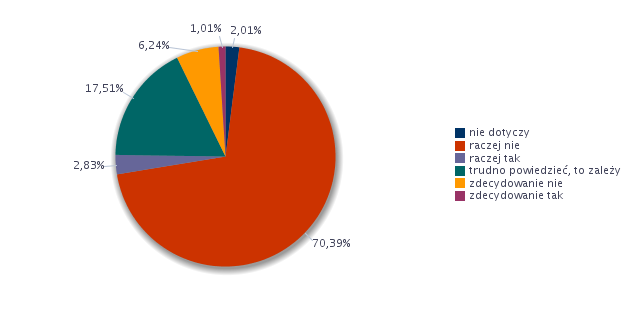 1,01%
2,01%
6,24%
17,51%
2,83%
70,39%
nie dotyczy
raczej nie
raczej tak
trudno powiedzieć, to zależy
zdecydowanie nie
zdecydowanie tak